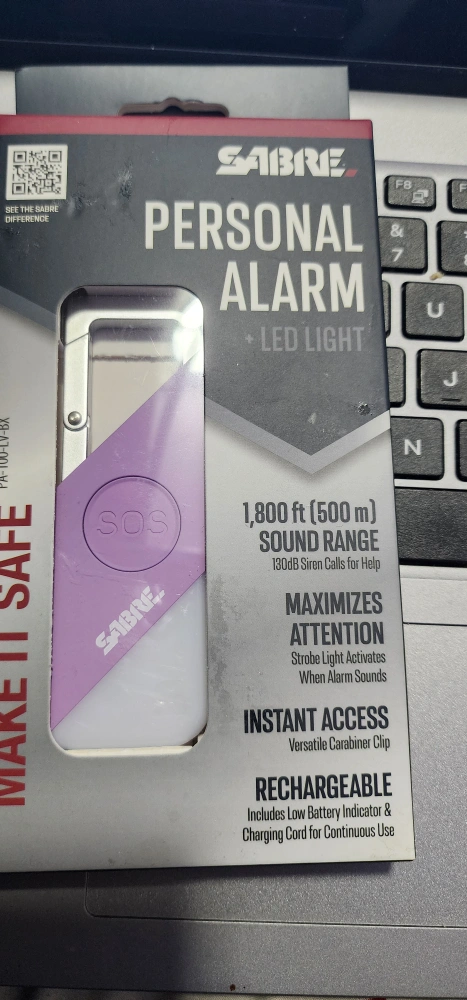 SABRE
SEE THE SABRE
DIFFERENCE
PERSONAL
ALARM
+ LED LIGHT
SOS
SABRE
PA-100-LV-BX
MAKE IT SAFE
1,800 ft (500 m)
SOUND RANGE
130dB Siren Calls for Help
MAXIMIZES
ATTENTION
Strobe Light Activates
When Alarm Sounds
INSTANT ACCESS
Versatile Carabiner Clip
RECHARGEABLE
Includes Low Battery Indicator &
Charging Cord for Continuous Use
F6
&
7
U
J
N